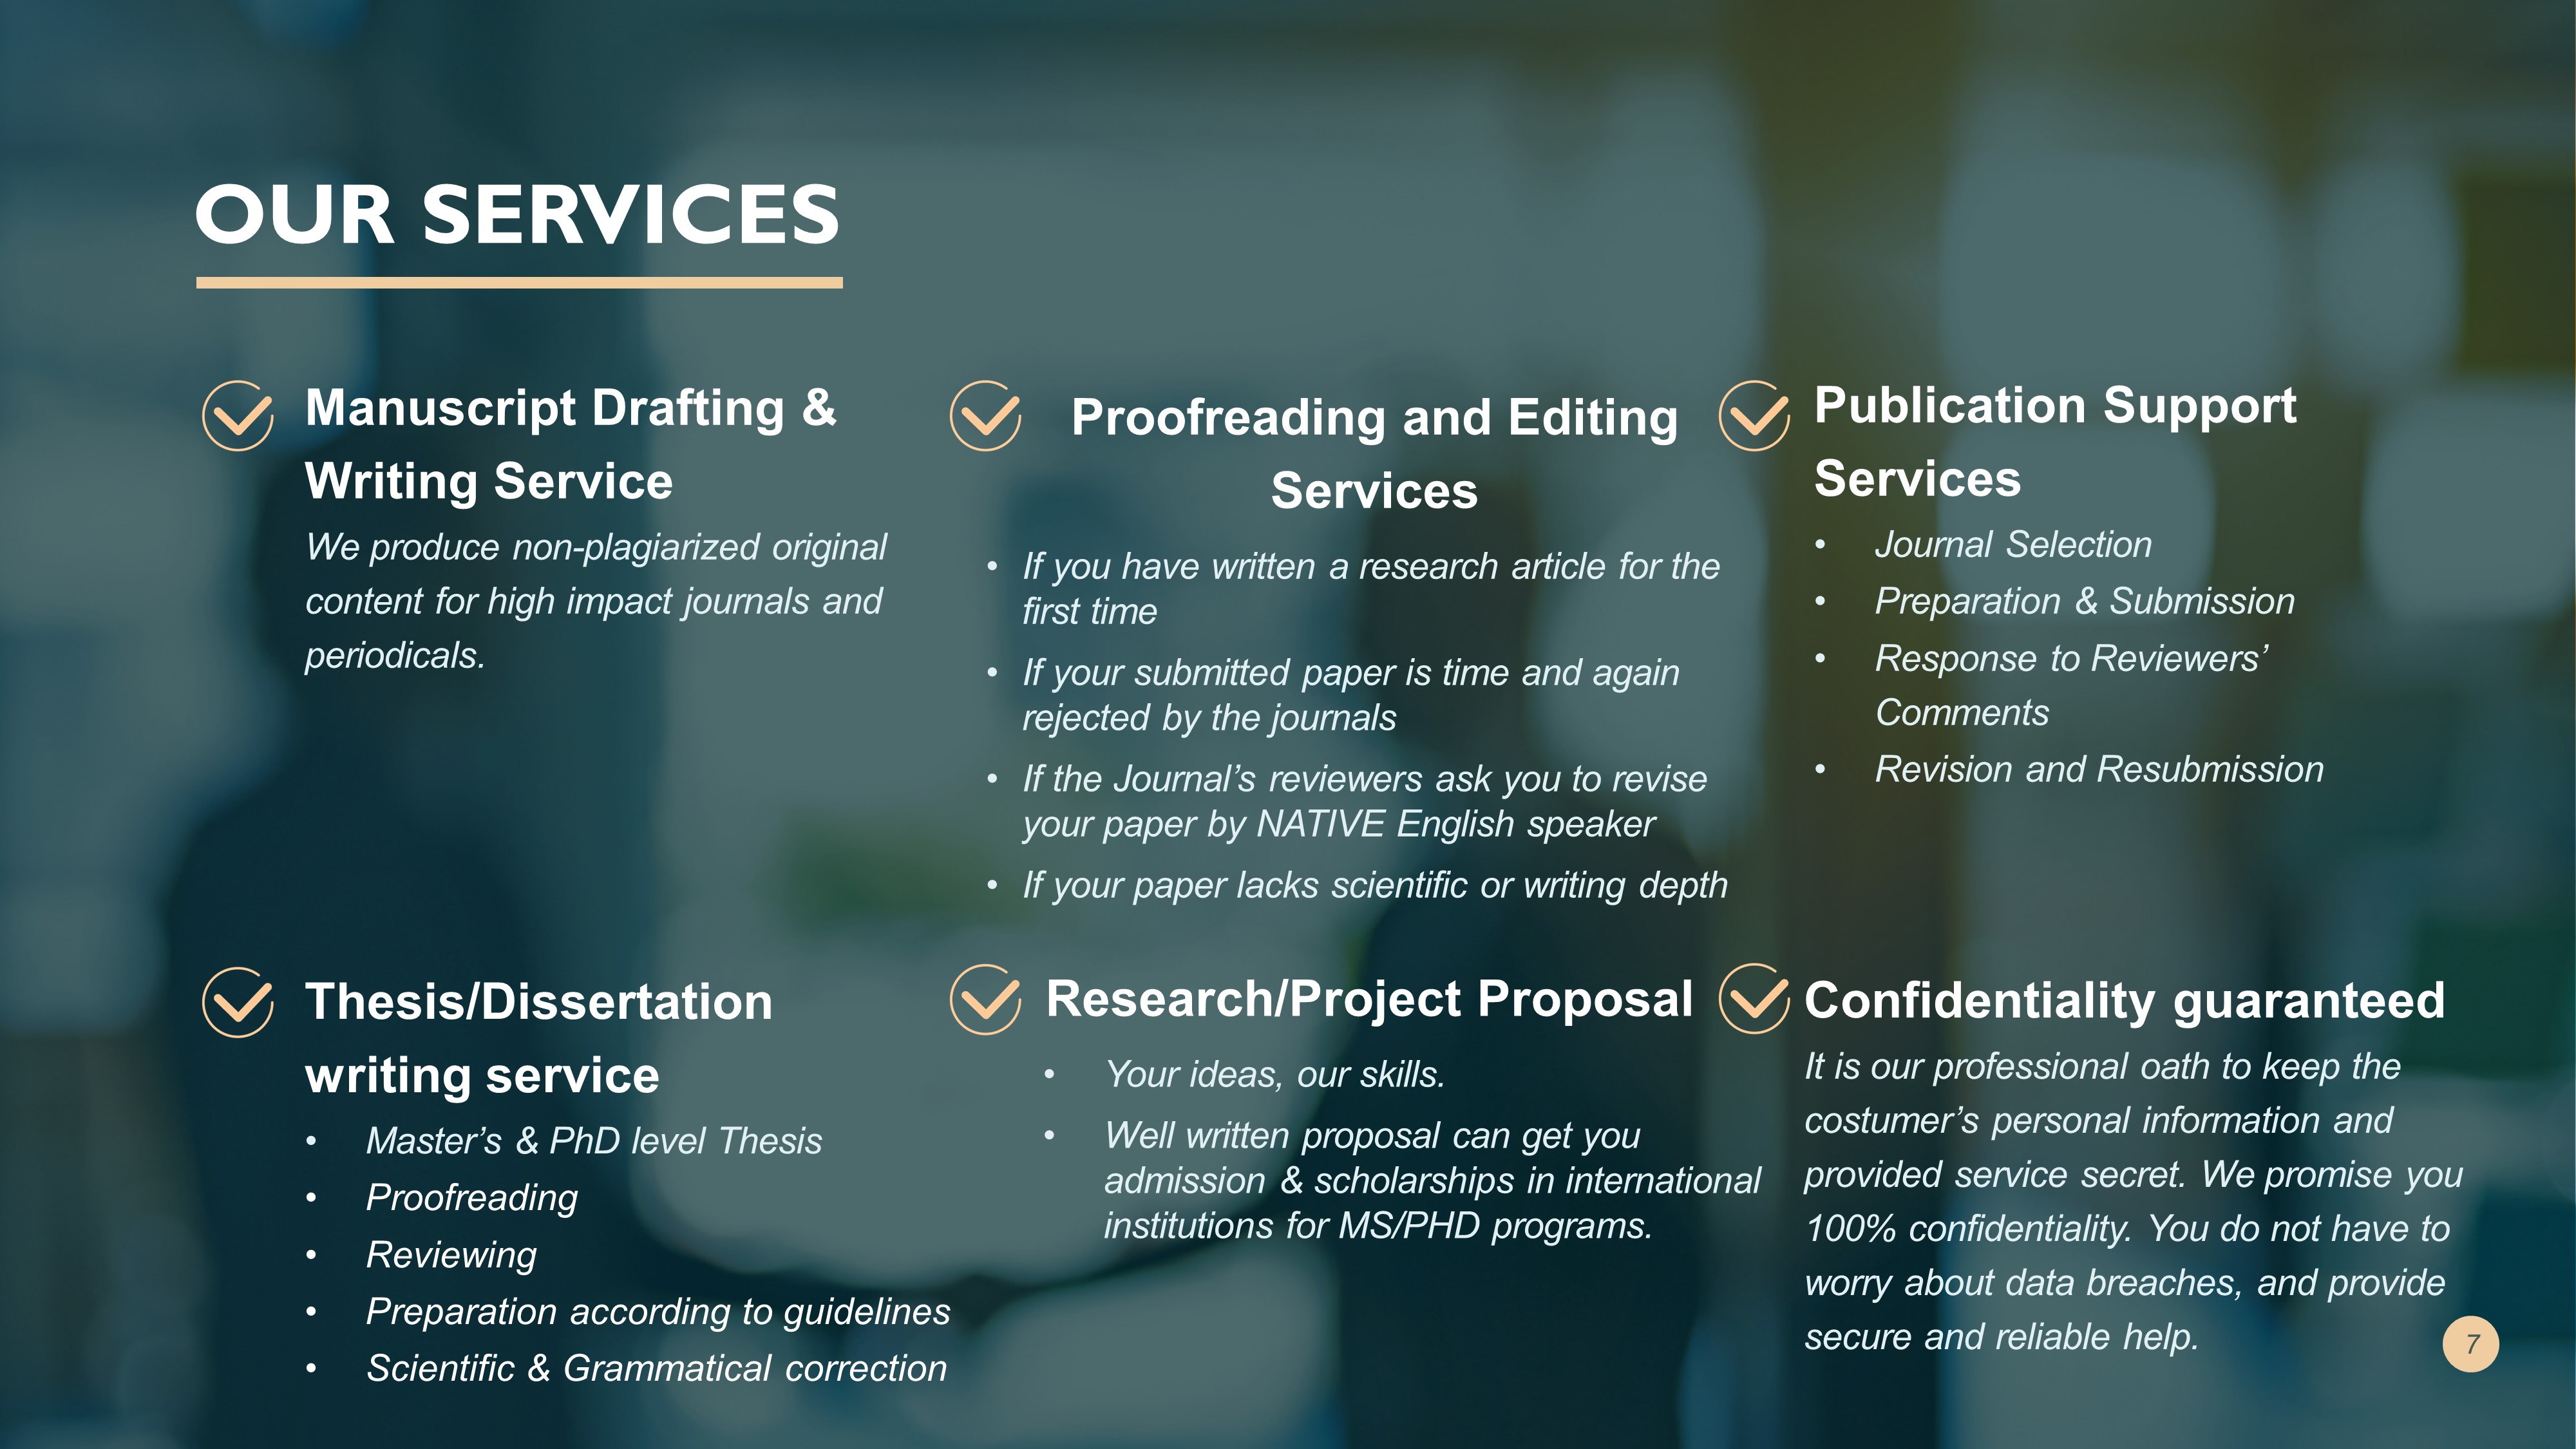 OUR SERVICES
Manuscript Drafting &
Writing Service
We produce non-plagiarized original
content for high impact journals and
periodicals.
Proofreading and Editing
Services
• If you have written a research article for the
first time
• If your submitted paper is time and again
rejected by the journals
• If the Journal’s reviewers ask you to revise
your paper by NATIVE English speaker
• If your paper lacks scientific or writing depth
Publication Support
Services
• Journal Selection
• Preparation & Submission
• Response to Reviewers’
Comments
• Revision and Resubmission
Thesis/Dissertation
writing service
• Master’s & PhD level Thesis
• Proofreading
• Reviewing
• Preparation according to guidelines
• Scientific & Grammatical correction
Research/Project Proposal
• Your ideas, our skills.
• Well written proposal can get you
admission & scholarships in international
institutions for MS/PHD programs.
Confidentiality guaranteed
It is our professional oath to keep the
costumer’s personal information and
provided service secret. We promise you
100% confidentiality. You do not have to
worry about data breaches, and provide
secure and reliable help.
7